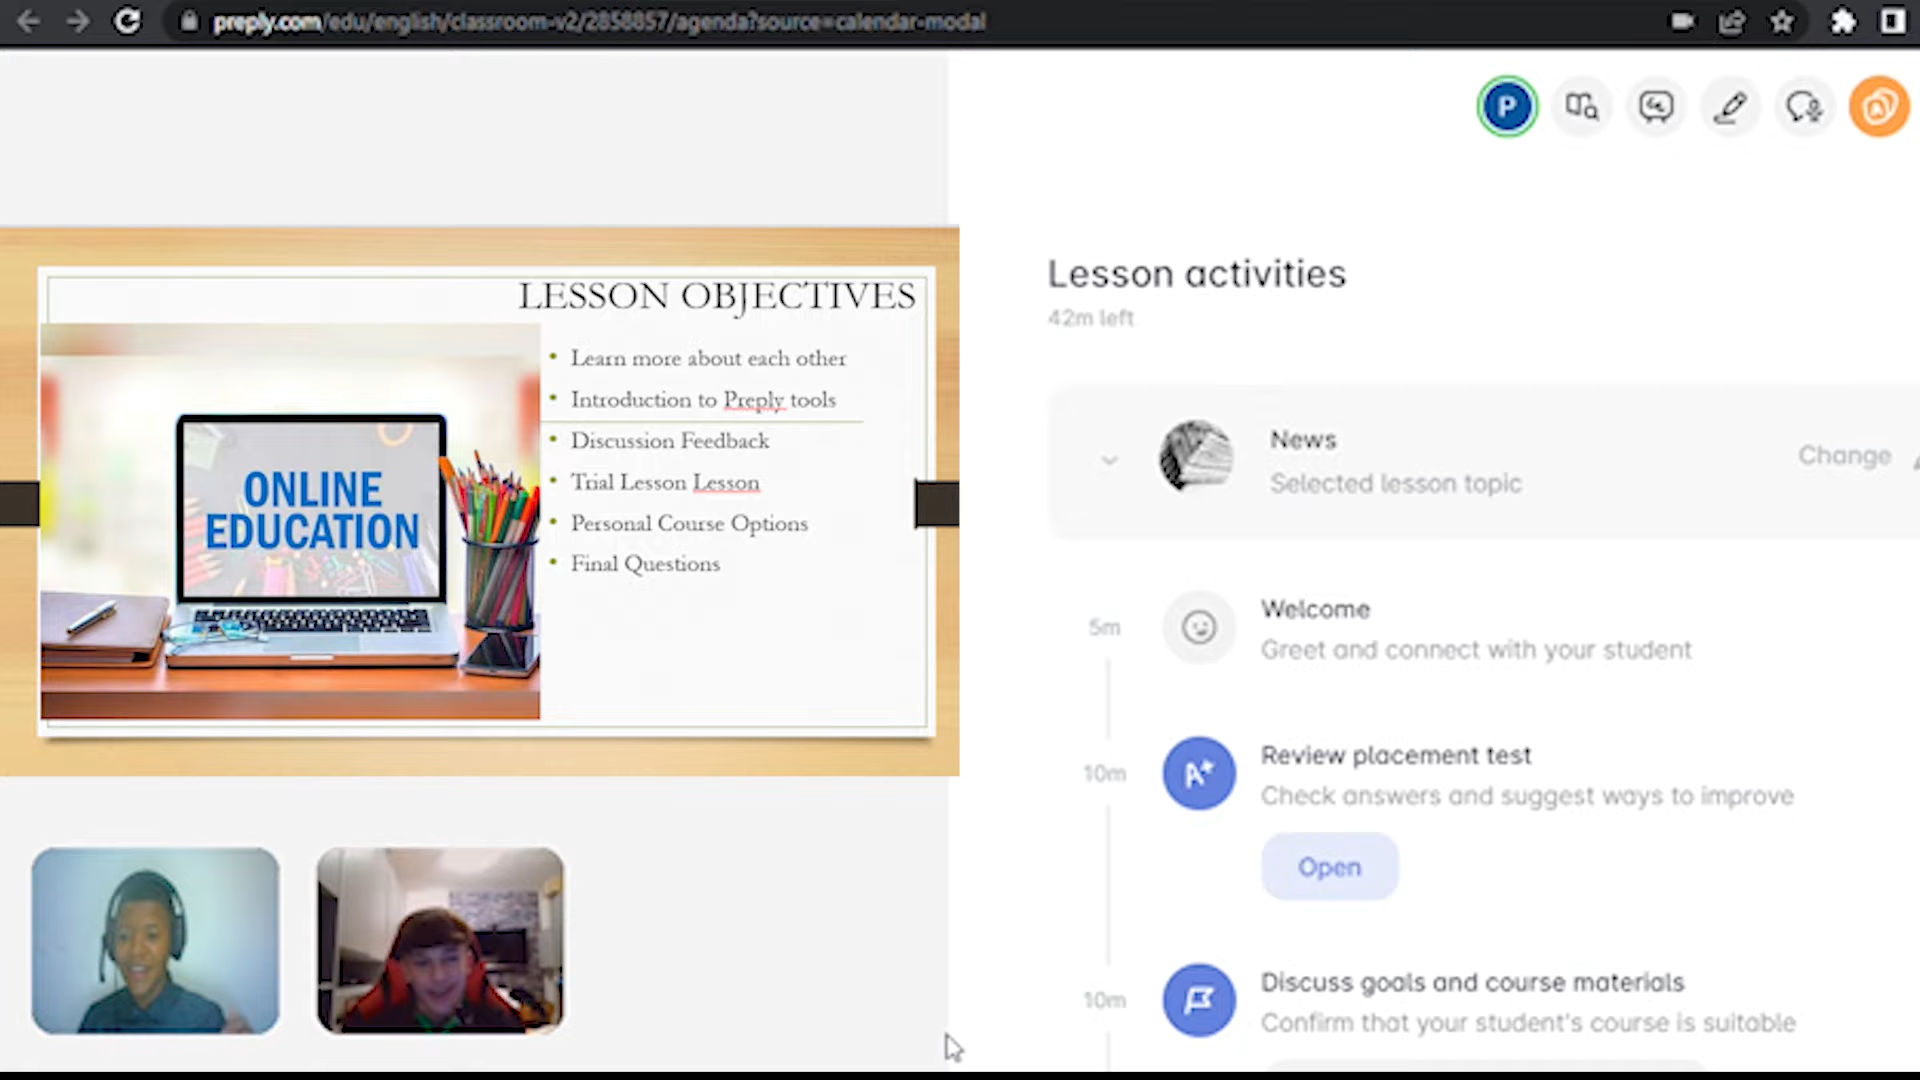 preply.com/edu/english/classroom-v2/2858857/agenda?source=calendar-modal
P
LESSON OBJECTIVES
• Learn more about each other
• Introduction to Preply tools
• Discussion Feedback
• Trial Lesson Lesson
• Personal Course Options
• Final Questions
ONLINE
EDUCATION
Lesson activities
42m left
News
Selected lesson topic
Change
5m
Welcome
Greet and connect with your student
10m
A+
Review placement test
Check answers and suggest ways to improve
Open
10m
Discuss goals and course materials
Confirm that your student's course is suitable